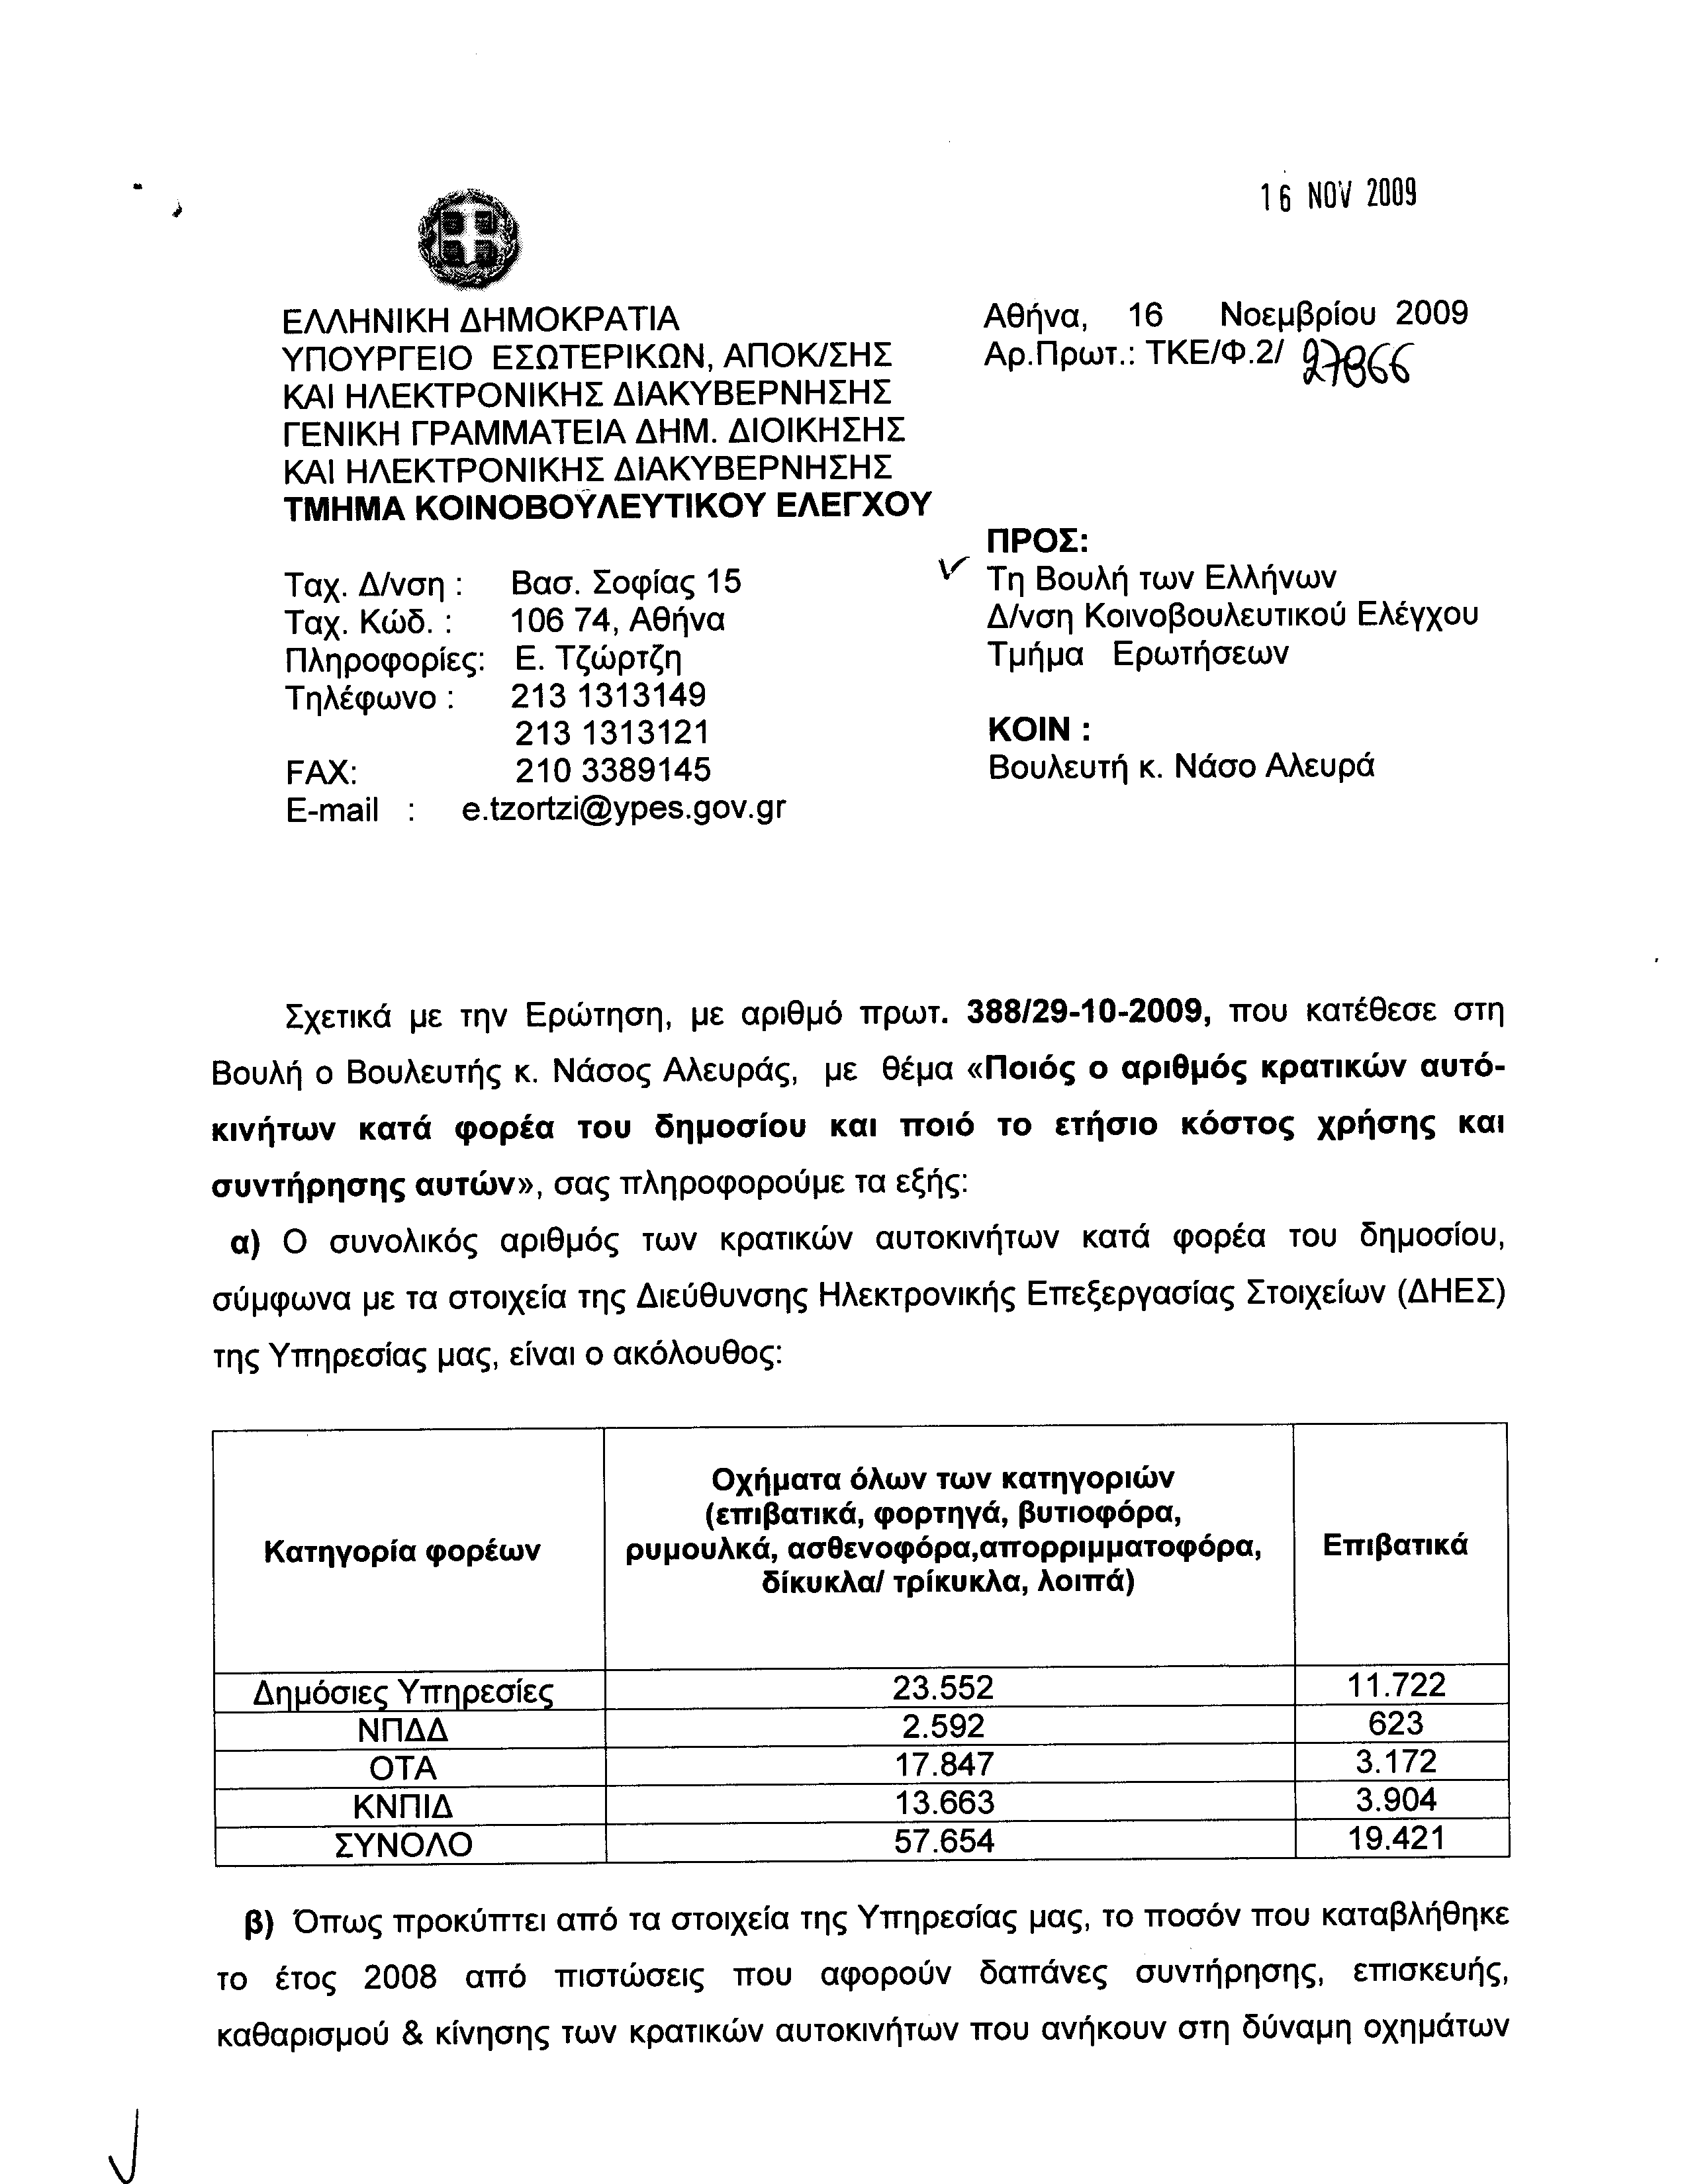 16 NOV 2009
ΕΛΛΗΝΙΚΗ ΔΗΜΟΚΡΑΤΙΑ
ΥΠΟΥΡΓΕΙΟ ΕΣΩΤΕΡΙΚΩΝ, ΑΠΟΚ/ΣΗΣ
ΚΑΙ ΗΛΕΚΤΡΟΝΙΚΗΣ ΔΙΑΚΥΒΕΡΝΗΣΗΣ
ΓΕΝΙΚΗ ΓΡΑΜΜΑΤΕΙΑ ΔΗΜ. ΔΙΟΙΚΗΣΗΣ
ΚΑΙ ΗΛΕΚΤΡΟΝΙΚΗΣ ΔΙΑΚΥΒΕΡΝΗΣΗΣ
ΤΜΗΜΑ ΚΟΙΝΟΒΟΥΛΕΥΤΙΚΟΥ ΕΛΕΓΧΟΥ
Αθήνα, 16 Νοεμβρίου 2009
Αρ.Πρωτ.: ΤΚΕ/Φ.2/ 27866
Ταχ. Δ/νση : Βασ. Σοφίας 15
Ταχ. Κώδ. : 106 74, Αθήνα
Πληροφορίες: Ε. Τζώρτζη
Τηλέφωνο : 213 1313149
213 1313121
FAX: 210 3389145
E-mail : e.tzortzi@ypes.gov.gr
ΠΡΟΣ:
Τη Βουλή των Ελλήνων
Δ/νση Κοινοβουλευτικού Ελέγχου
Τμήμα Ερωτήσεων
ΚΟΙΝ :
Βουλευτή κ. Νάσο Αλευρά
Σχετικά με την Ερώτηση, με αριθμό πρωτ. 388/29-10-2009, που κατέθεσε στη
Βουλή ο Βουλευτής κ. Νάσος Αλευράς, με θέμα «Ποιός ο αριθμός κρατικών αυτό-
κινήτων κατά φορέα του δημοσίου και ποιό το ετήσιο κόστος χρήσης και
συντήρησης αυτών», σας πληροφορούμε τα εξής:
α) Ο συνολικός αριθμός των κρατικών αυτοκινήτων κατά φορέα του δημοσίου,
σύμφωνα με τα στοιχεία της Διεύθυνσης Ηλεκτρονικής Επεξεργασίας Στοιχείων (ΔΗΕΣ)
της Υπηρεσίας μας, είναι ο ακόλουθος:
Κατηγορία φορέων
Οχήματα όλων των κατηγοριών
(επιβατικά, φορτηγά, βυτιοφόρα,
ρυμουλκά, ασθενοφόρα,απορριμματοφόρα,
δίκυκλα/ τρίκυκλα, λοιπά)
Επιβατικά
Δημόσιες Υπηρεσίες 23.552 11.722
ΝΠΔΔ 2.592 623
ΟΤΑ 17.847 3.172
ΚΝΠΙΔ 13.663 3.904
ΣΥΝΟΛΟ 57.654 19.421
β) Όπως προκύπτει από τα στοιχεία της Υπηρεσίας μας, το ποσόν που καταβλήθηκε
το έτος 2008 από πιστώσεις που αφορούν δαπάνες συντήρησης, επισκευής,
καθαρισμού & κίνησης των κρατικών αυτοκινήτων που ανήκουν στη δύναμη οχημάτων